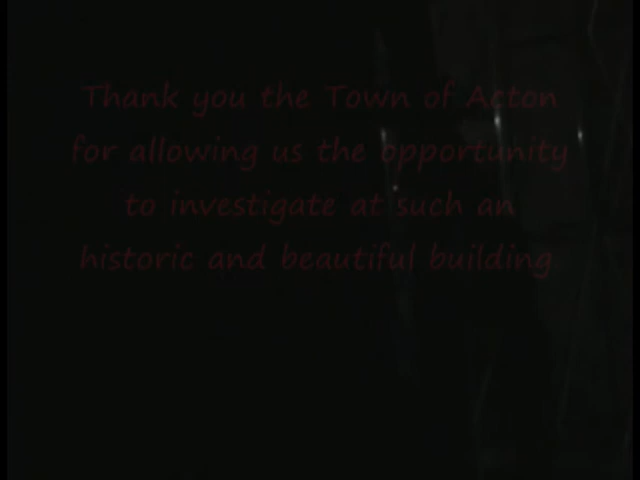 Thank you the Town of Acton
for allowing us the opportunity
to investigate at such an
historic and beautiful building